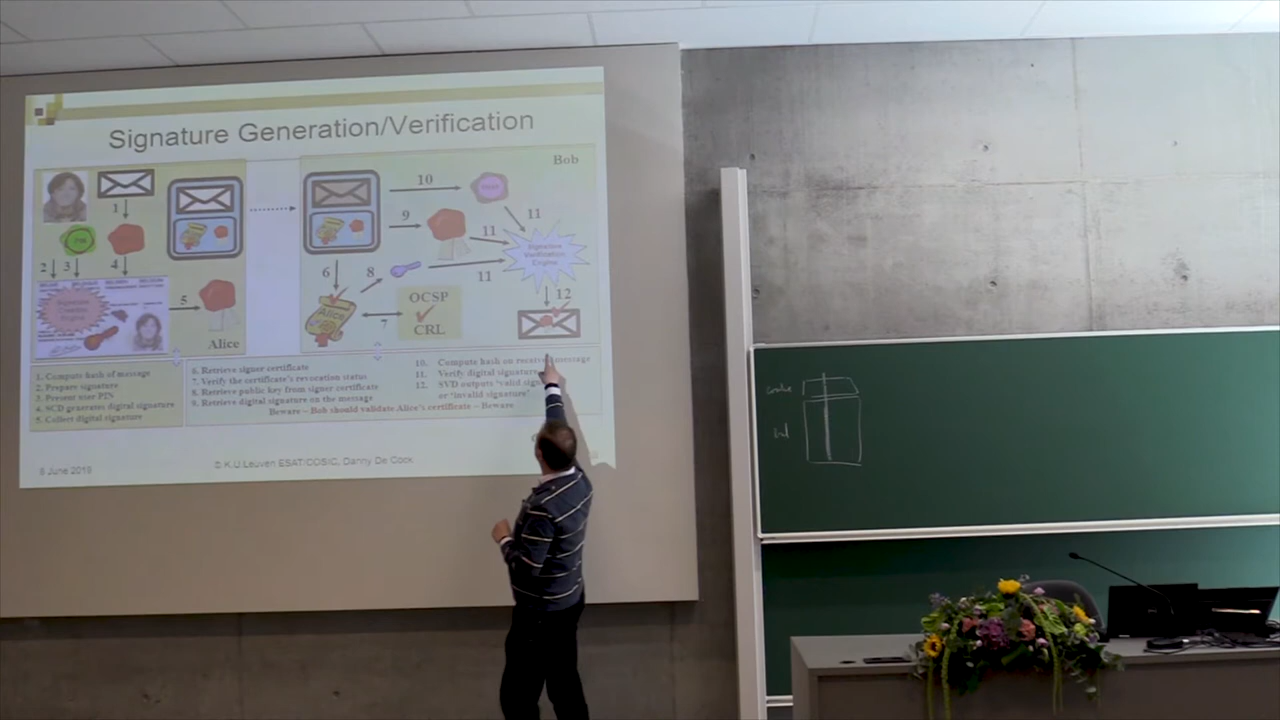 Signature Generation/Verification
Bob
10
1
9
11
11
Signature
Verification
Engine
2
3
4
6
8
11
12
5
Alice
OCSP
7
CRL
Alice
1. Compute hash of message
2. Prepare signature
3. Present user PIN
4. SCD generates digital signature
5. Collect digital signature
6. Retrieve signer certificate
7. Verify the certificate's revocation status
8. Retrieve public key from signer certificate
9. Retrieve digital signature on the message
10. Compute hash on received message
11. Verify digital signature
12. SVD outputs 'valid
or 'invalid signature'
Beware – Bob should validate Alice's certificate – Beware
8 June 2019
© K.U.Leuven ESAT/COSIC, Danny De Cock